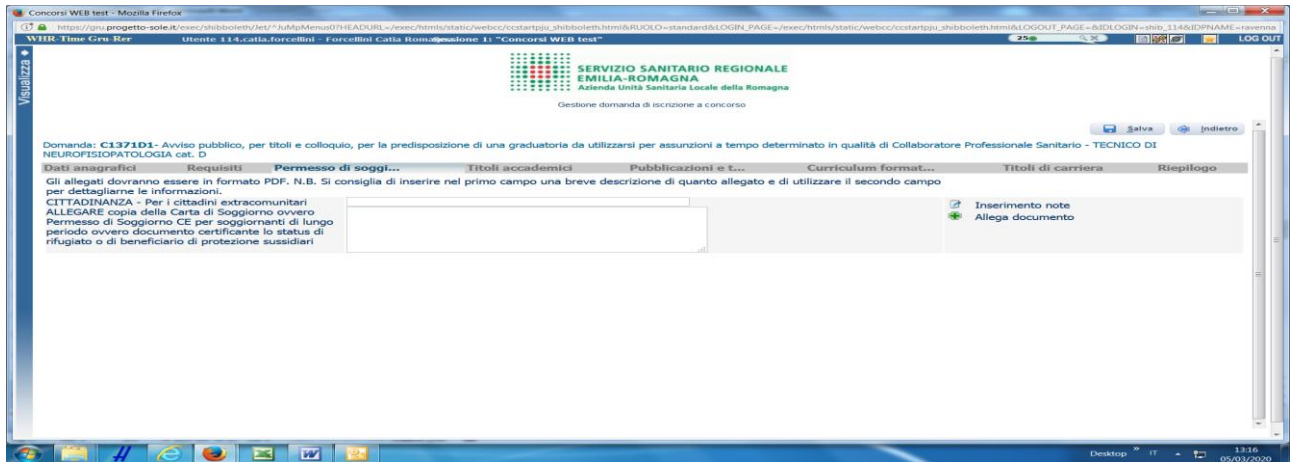 Concorsi WEB test - Mozilla Firefox
https://gru.progetto-sole.it/exec/shibboleth/Jet/^JuMpMenus0?HEADURL=/exec/htmls/static/webcc/ccstartpju_shibboleth.html&RUOLO=standard&LOGIN_PAGE=/exec/htmls/static/webcc/ccstartpju_shibboleth.html&LOGOUT_PAGE=&IDLOGIN=shib_114&IDPNAME=ravenna
WHR-Time Gru-Rer Utente 114.catia.forcellini - Forcellini Catia 1: "Concorsi WEB test" 25 LOG OUT
Visualizza
SERVIZIO SANITARIO REGIONALE
EMILIA-ROMAGNA
Azienda Unità Sanitaria Locale della Romagna
Gestione domanda di iscrizione a concorso
Salva Indietro
Domanda: C1371D1- Avviso pubblico, per titoli e colloquio, per la predisposizione di una graduatoria da utilizzarsi per assunzioni a tempo determinato in qualità di Collaboratore Professionale Sanitario - TECNICO DI
NEUROFISIOPATOLOGIA cat. D
Dati anagrafici Requisiti Permesso di soggi... Titoli accademici Pubblicazioni e t... Curriculum format... Titoli di carriera Riepilogo
Gli allegati dovranno essere in formato PDF. N.B. Si consiglia di inserire nel primo campo una breve descrizione di quanto allegato e di utilizzare il secondo campo
per dettagliarne le informazioni.
CITTADINANZA - Per i cittadini extracomunitari
ALLEGARE copia della Carta di Soggiorno ovvero
Permesso di Soggiorno CE per soggiornanti di lungo
periodo ovvero documento certificante lo status di
rifugiato o di beneficiario di protezione sussidiari
Inserimento note
Allega documento
Desktop » IT 13:16
05/03/2020